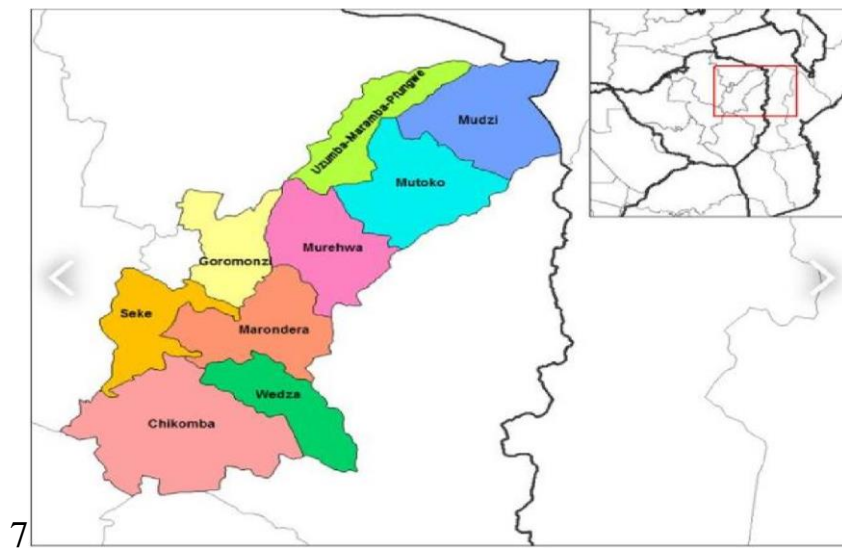 Uzumba-Maramba-Pfungwe
Mudzi
Mutoko
Murehwa
Goromonzi
Seke
Marondera
Wedza
Chikomba
7